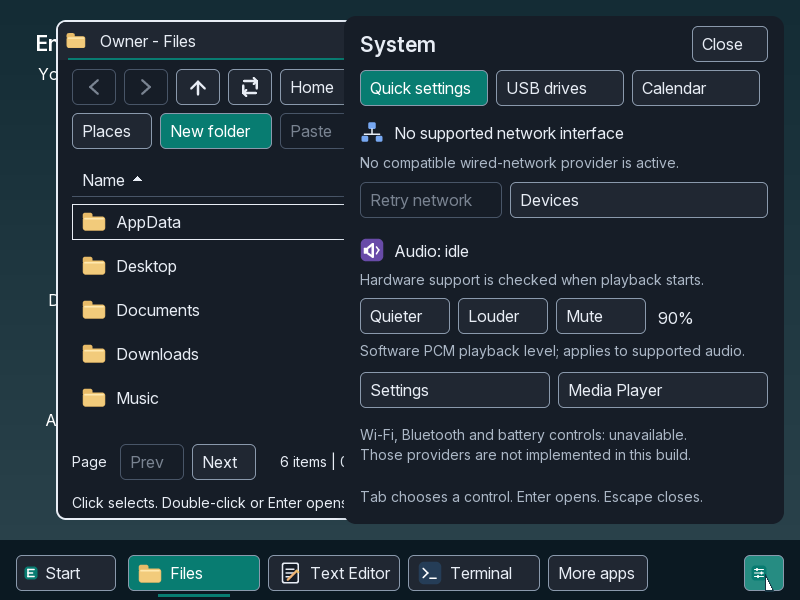 En
Yo
D
A
Owner - Files
Home
Places
New folder
Paste
Name
AppData
Desktop
Documents
Downloads
Music
Page
Prev
Next
6 items |
Click selects. Double-click or Enter opens
System
Close
Quick settings
USB drives
Calendar
No supported network interface
No compatible wired-network provider is active.
Retry network
Devices
Audio: idle
Hardware support is checked when playback starts.
Quieter
Louder
Mute
90%
Software PCM playback level; applies to supported audio.
Settings
Media Player
Wi-Fi, Bluetooth and battery controls: unavailable.
Those providers are not implemented in this build.
Tab chooses a control. Enter opens. Escape closes.
E Start
Files
Text Editor
Terminal
More apps